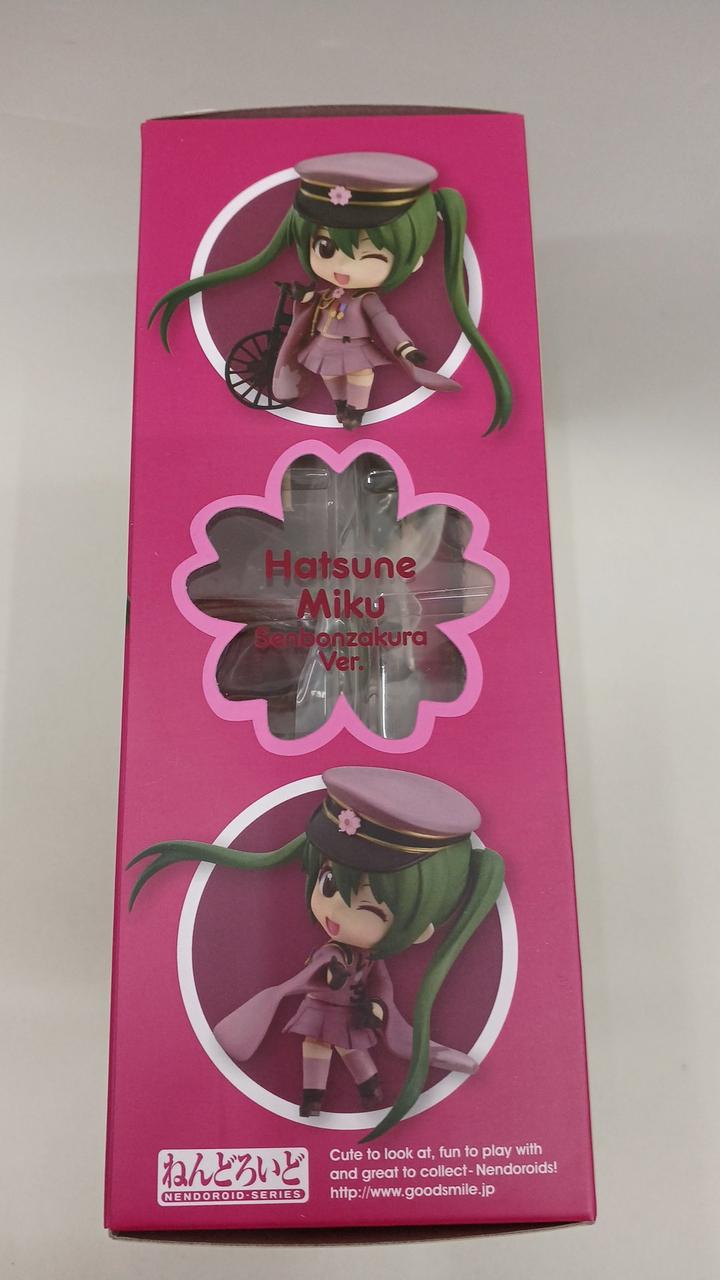 Hatsune
Miku
Senbonzakura
Ver.
ねんどろいど
NENDOROID-SERIES
Cute to look at, fun to play with
and great to collect- Nendoroids!
http://www.goodsmile.jp